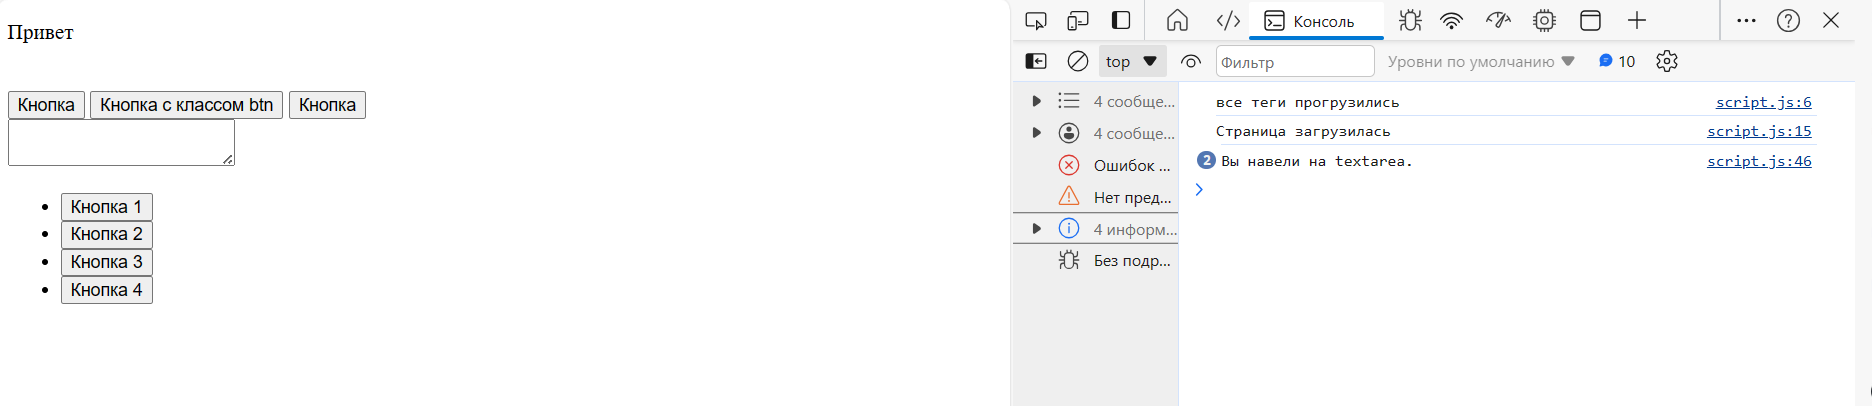 Привет
Кнопка Кнопка с классом btn Кнопка
Кнопка 1
Кнопка 2
Кнопка 3
Кнопка 4
Консоль
top Фильтр Уровни по умолчанию 10
4 сообще...
4 сообще...
Ошибок ...
Нет пред...
4 информ...
Без подр...
все теги прогрузились script.js:6
Страница загрузилась script.js:15
2 Вы навели на textarea. script.js:46